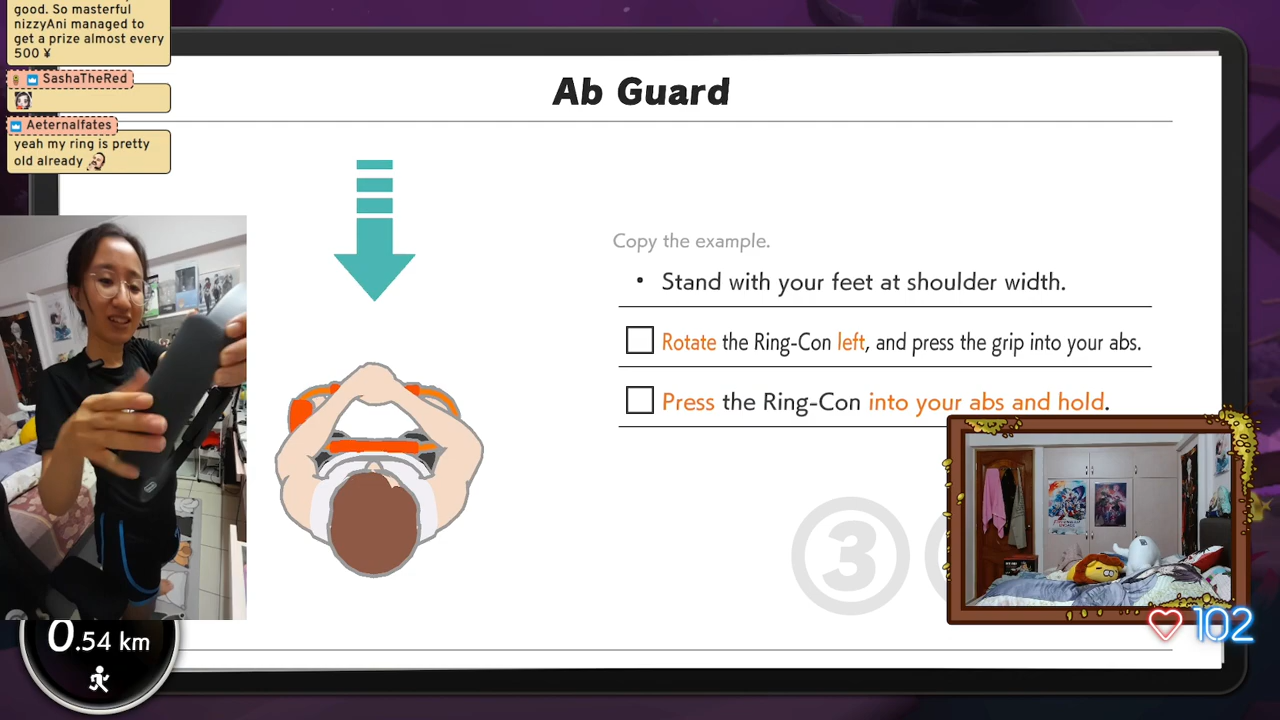 good. So masterful
nizzyAni managed to
get a prize almost every
500 ¥
SashaTheRed
Aeternalfates
yeah my ring is pretty
old already
Ab Guard
Copy the example.
• Stand with your feet at shoulder width.
Rotate the Ring-Con left, and press the grip into your abs.
Press the Ring-Con into your abs and hold.
3
102
0.54 km